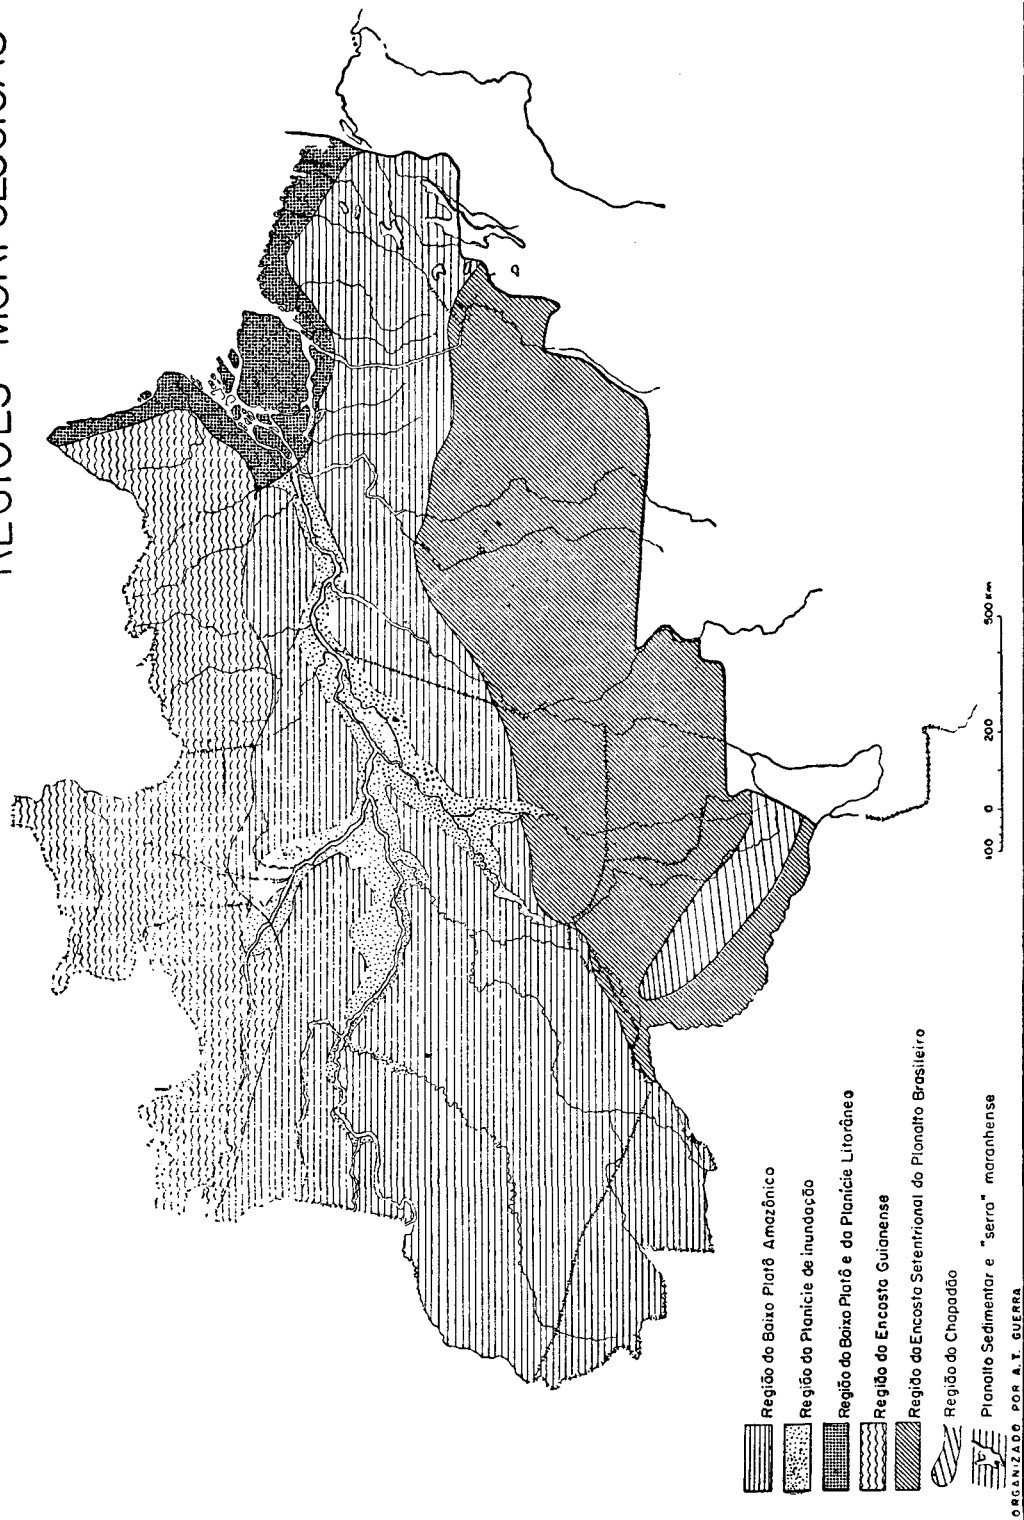 REGIÕES MORFOLÓGICAS
Região do Baixo Platô Amazônico
Região da Planície de inundação
Região do Baixo Platô e da Planície Litorânea
Região da Encosta Guianense
Região da Encosta Setentrional do Planalto Brasileiro
Região do Chapadão
Planalto Sedimentar e "serra" maranhense
ORGANIZADO POR A.T. GUERRA
100 0 200 500 Km